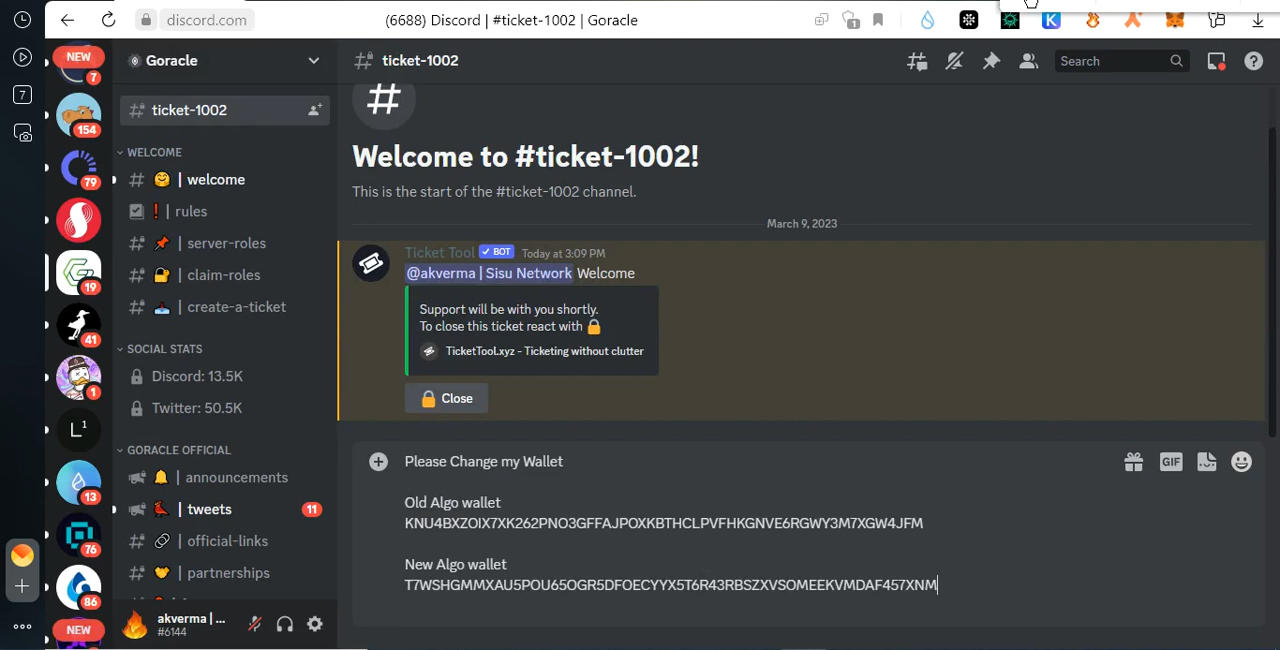 discord.com
(6688) Discord | #ticket-1002 | Goracle
NEW
7
154
79
19
41
1
L1
13
76
86
NEW
7
Goracle
ticket-1002
WELCOME
| welcome
| rules
| server-roles
| claim-roles
| create-a-ticket
SOCIAL STATS
Discord: 13.5K
Twitter: 50.5K
GORACLE OFFICIAL
| announcements
| tweets 11
| official-links
| partnerships
akverma | ...
#6144
ticket-1002
Search
Welcome to #ticket-1002!
This is the start of the #ticket-1002 channel.
March 9, 2023
Ticket Tool ✓ BOT Today at 3:09 PM
@akverma | Sisu Network Welcome
Support will be with you shortly.
To close this ticket react with 🔒
TicketTool.xyz - Ticketing without clutter
Close
Please Change my Wallet
GIF
Old Algo wallet
KNU4BXZOIX7XK262PNO3GFFAJPOXKBTHCLPVFHKGNVE6RGWY3M7XGW4JFM
New Algo wallet
T7WSHGMMXAU5POU65OGR5DFOECYYX5T6R43RBSZXVSOMEEKVMDAF457XNM